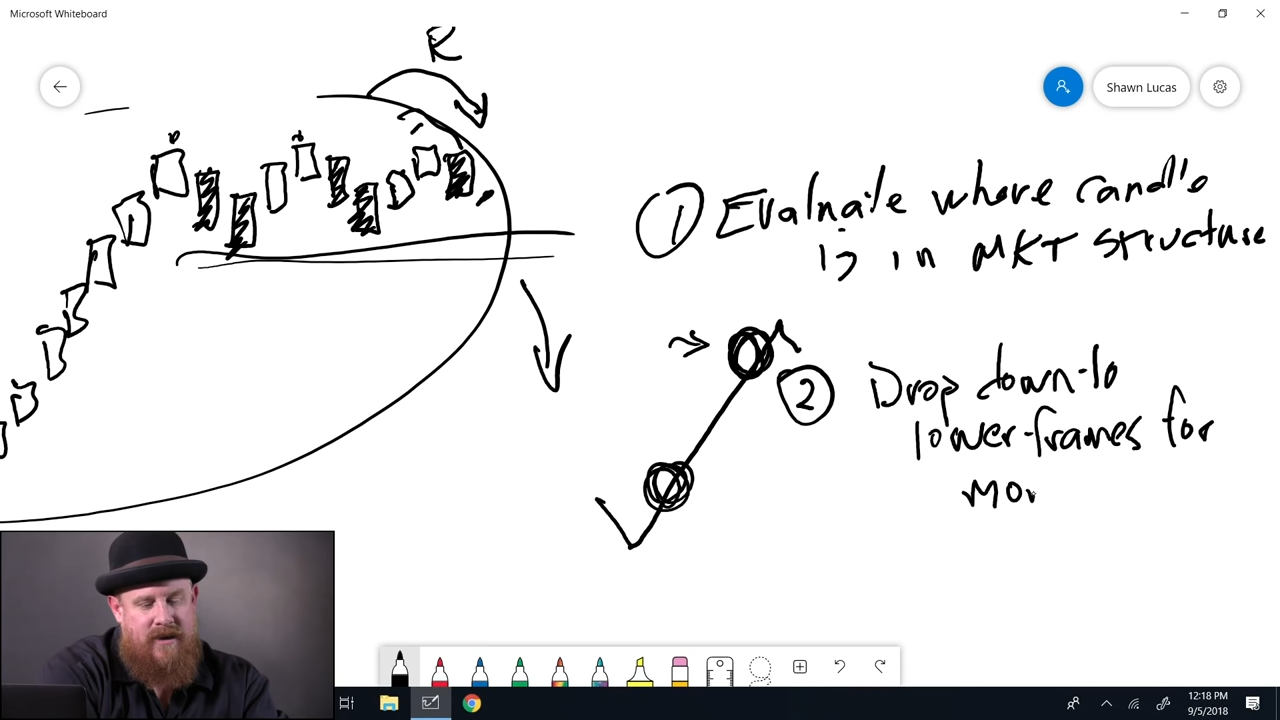 Microsoft Whiteboard
R
Shawn Lucas
1 Evaluate where candle
is in MKT structure
2 Drop down to
lower-frames for
mor
12:18 PM
9/5/2018